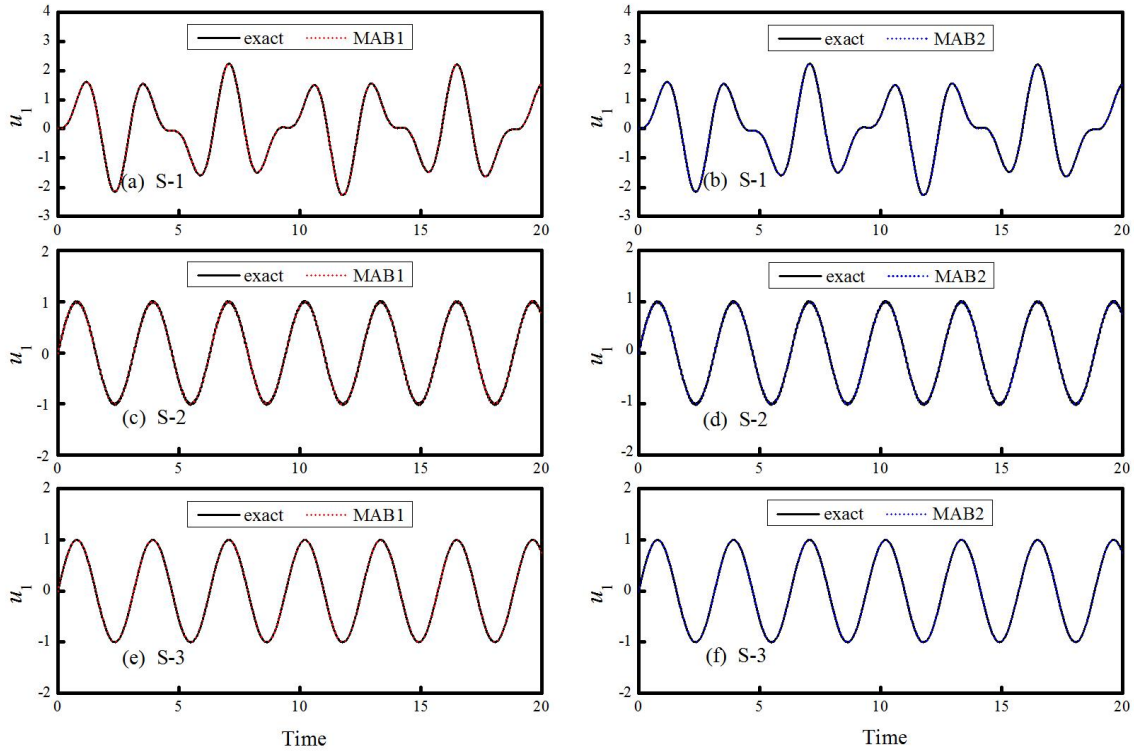 4
3
2
1
0
-1
-2
-3
u₁
exact MAB1
(a) S-1
0 5 10 15 20
4
3
2
1
0
-1
-2
-3
u₁
exact MAB2
(b) S-1
0 5 10 15 20
2
1
0
-1
-2
u₁
exact MAB1
(c) S-2
0 5 10 15 20
2
1
0
-1
-2
u₁
exact MAB2
(d) S-2
0 5 10 15 20
2
1
0
-1
-2
u₁
exact MAB1
(e) S-3
0 5 10 15 20
Time
2
1
0
-1
-2
u₁
exact MAB2
(f) S-3
0 5 10 15 20
Time